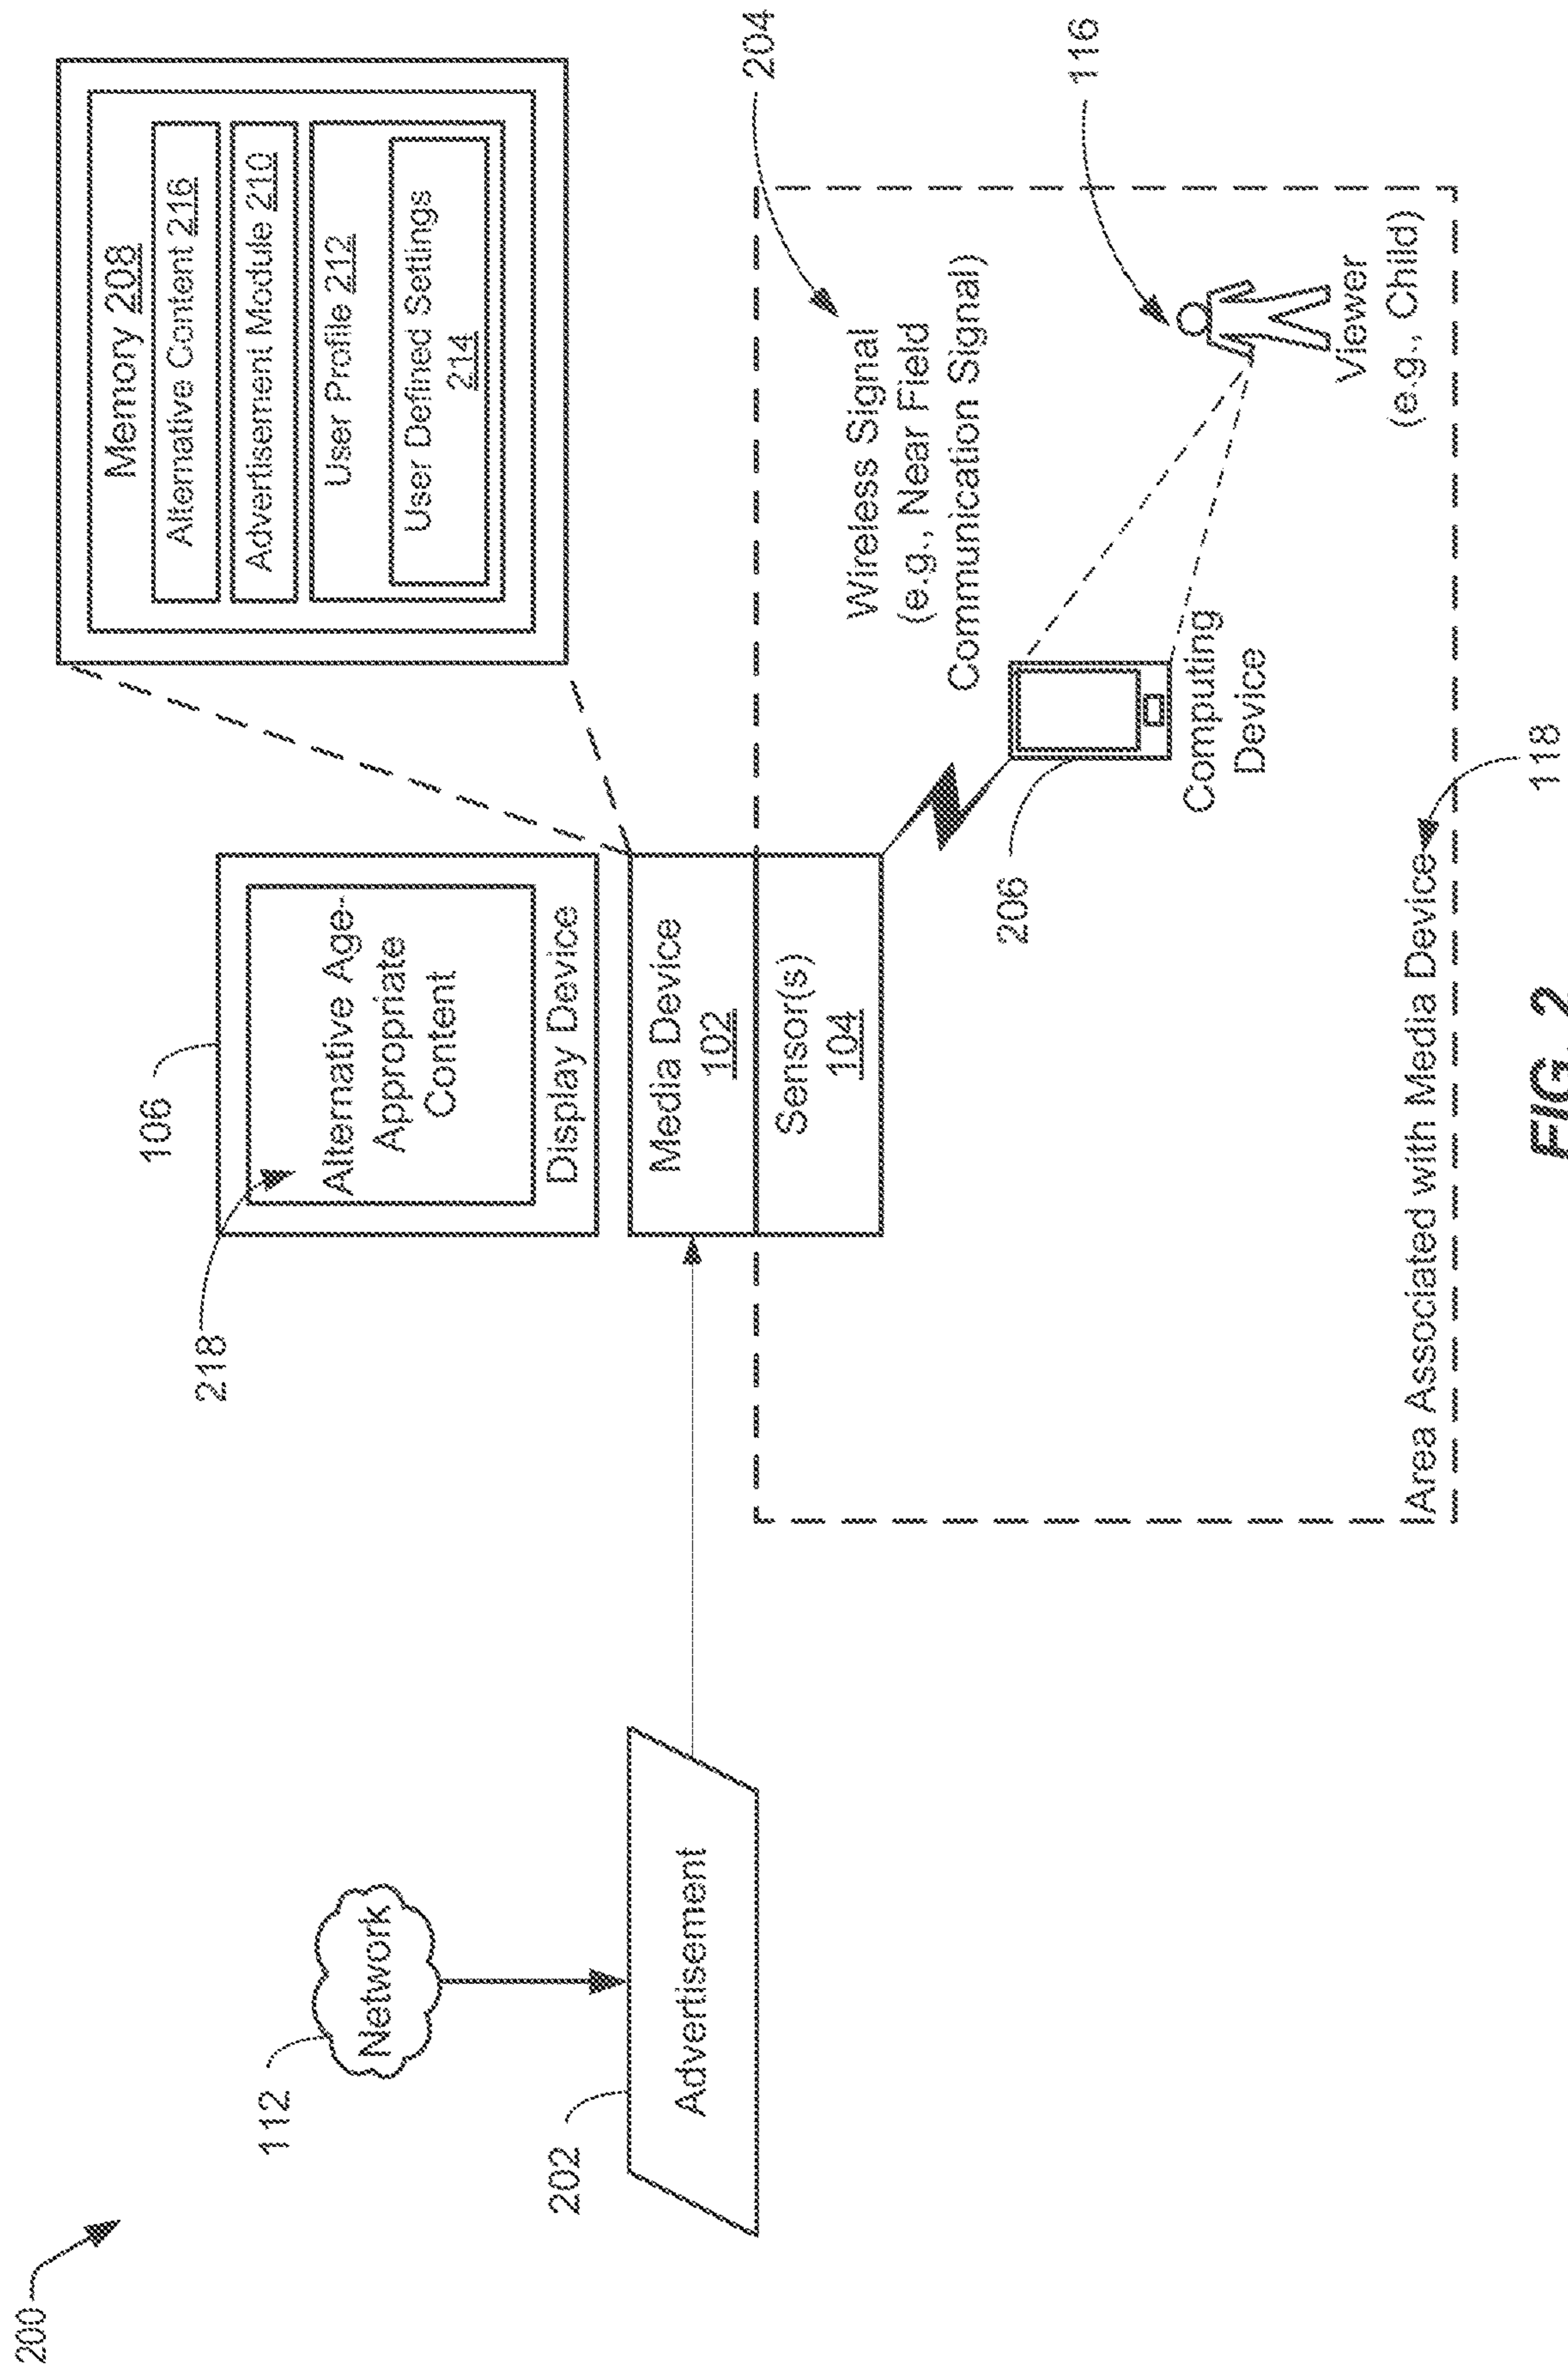 200
112
Network
202
Advertisement
106
218
Alternative Age-
Appropriate
Content
Display Device
Media Device
102
Sensor(s)
104
Memory 208
Alternative Content 216
Advertisement Module 210
User Profile 212
User Defined Settings
214
204
Wireless Signal
(e.g., Near Field
Communication Signal)
116
206
Computing
Device
Viewer
(e.g., Child)
Area Associated with Media Device
118
FIG. 2